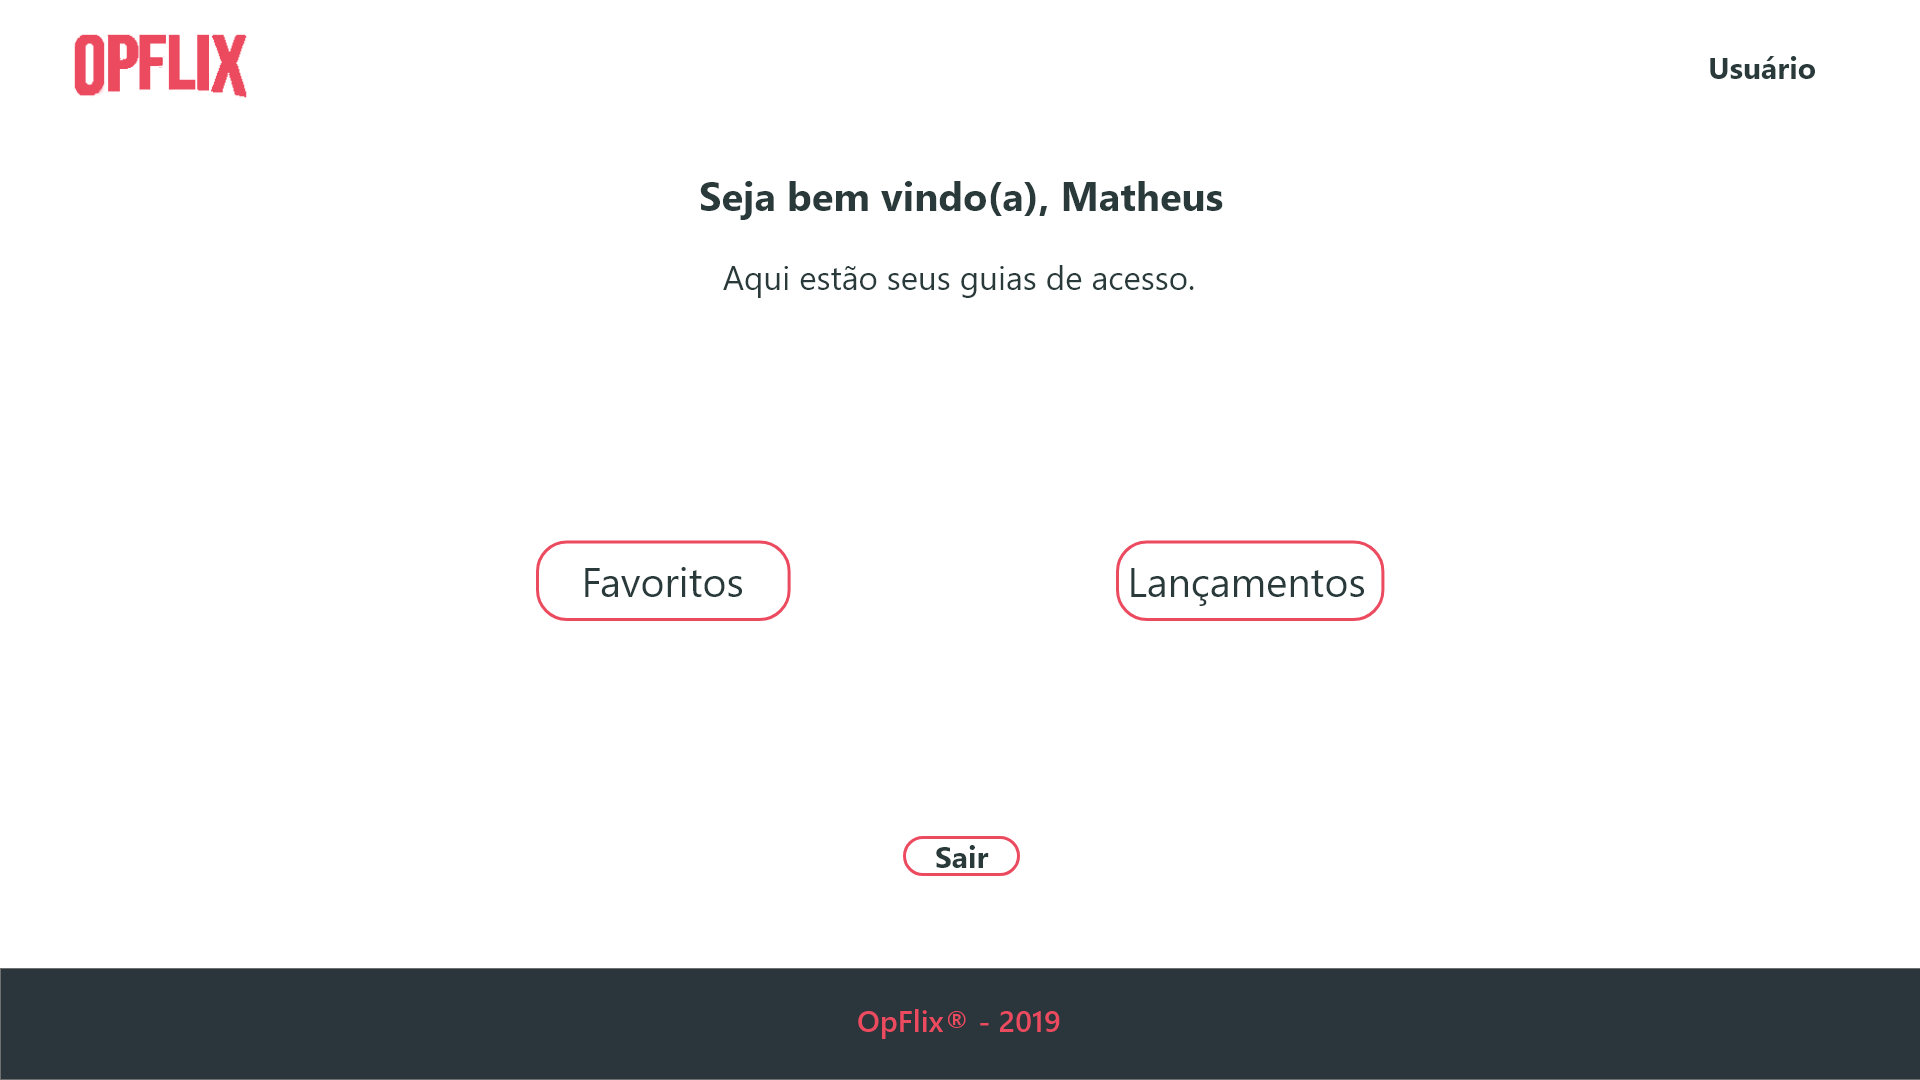 OPFLIX
Usuário
Seja bem vindo(a), Matheus
Aqui estão seus guias de acesso.
Favoritos
Lançamentos
Sair
OpFlix® - 2019